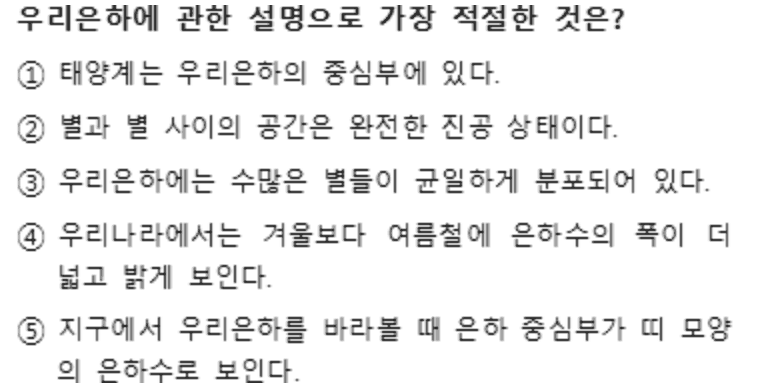 우리은하에 관한 설명으로 가장 적절한 것은?
① 태양계는 우리은하의 중심부에 있다.
② 별과 별 사이의 공간은 완전한 진공 상태이다.
③ 우리은하에는 수많은 별들이 균일하게 분포되어 있다.
④ 우리나라에서는 겨울보다 여름철에 은하수의 폭이 더
넓고 밝게 보인다.
⑤ 지구에서 우리은하를 바라볼 때 은하 중심부가 띠 모양
의 은하수로 보인다.